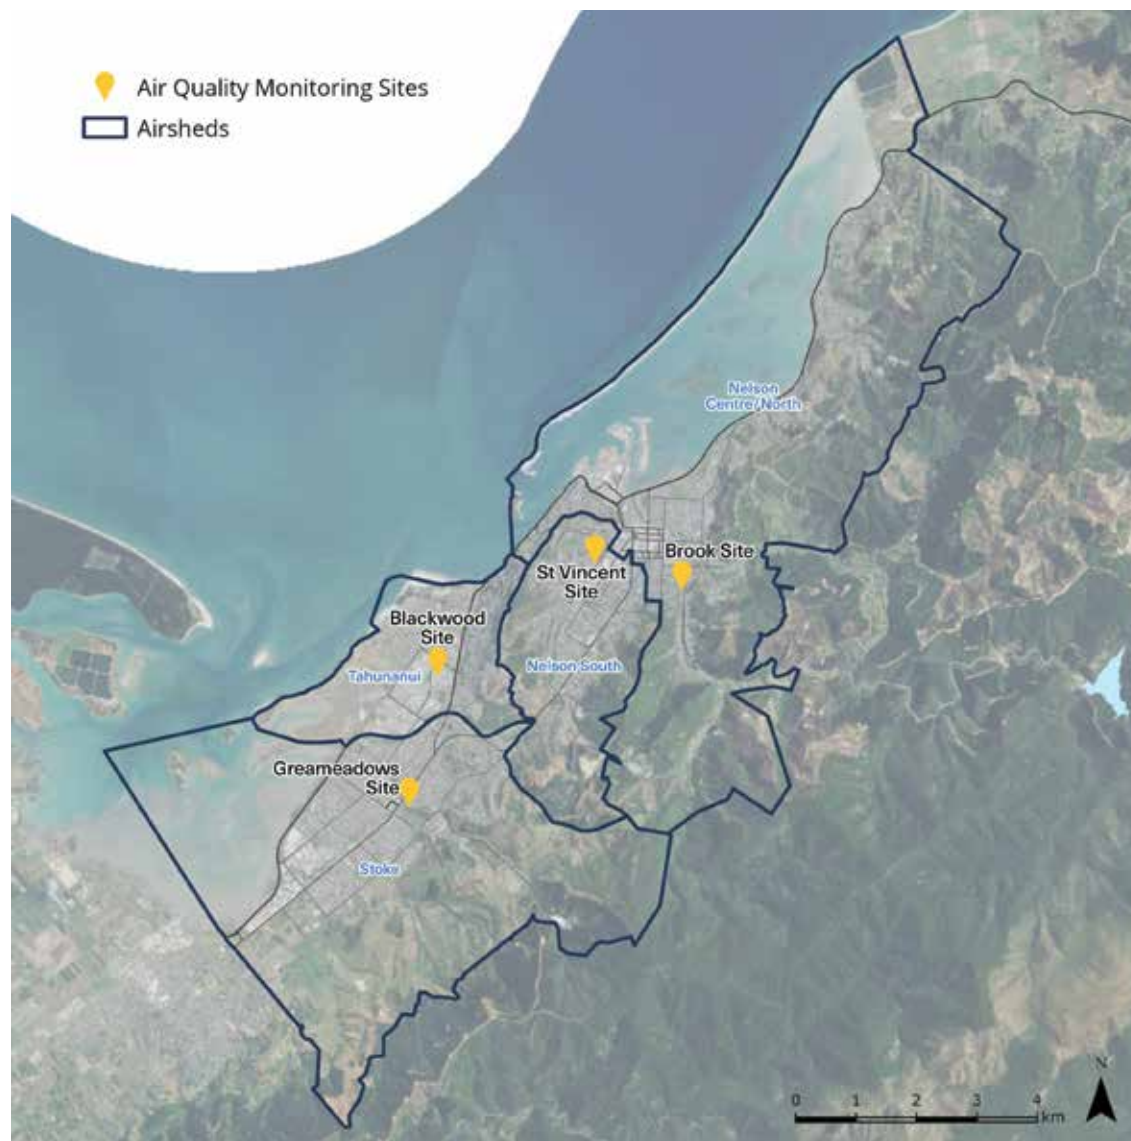 Air Quality Monitoring Sites
Airsheds
Nelson
Centre/North
Brook Site
St Vincent
Site
Blackwood
Site
Nelson South
Tahunanui
Greameadows
Site
Stoke
N
0 1 2 3 4
km